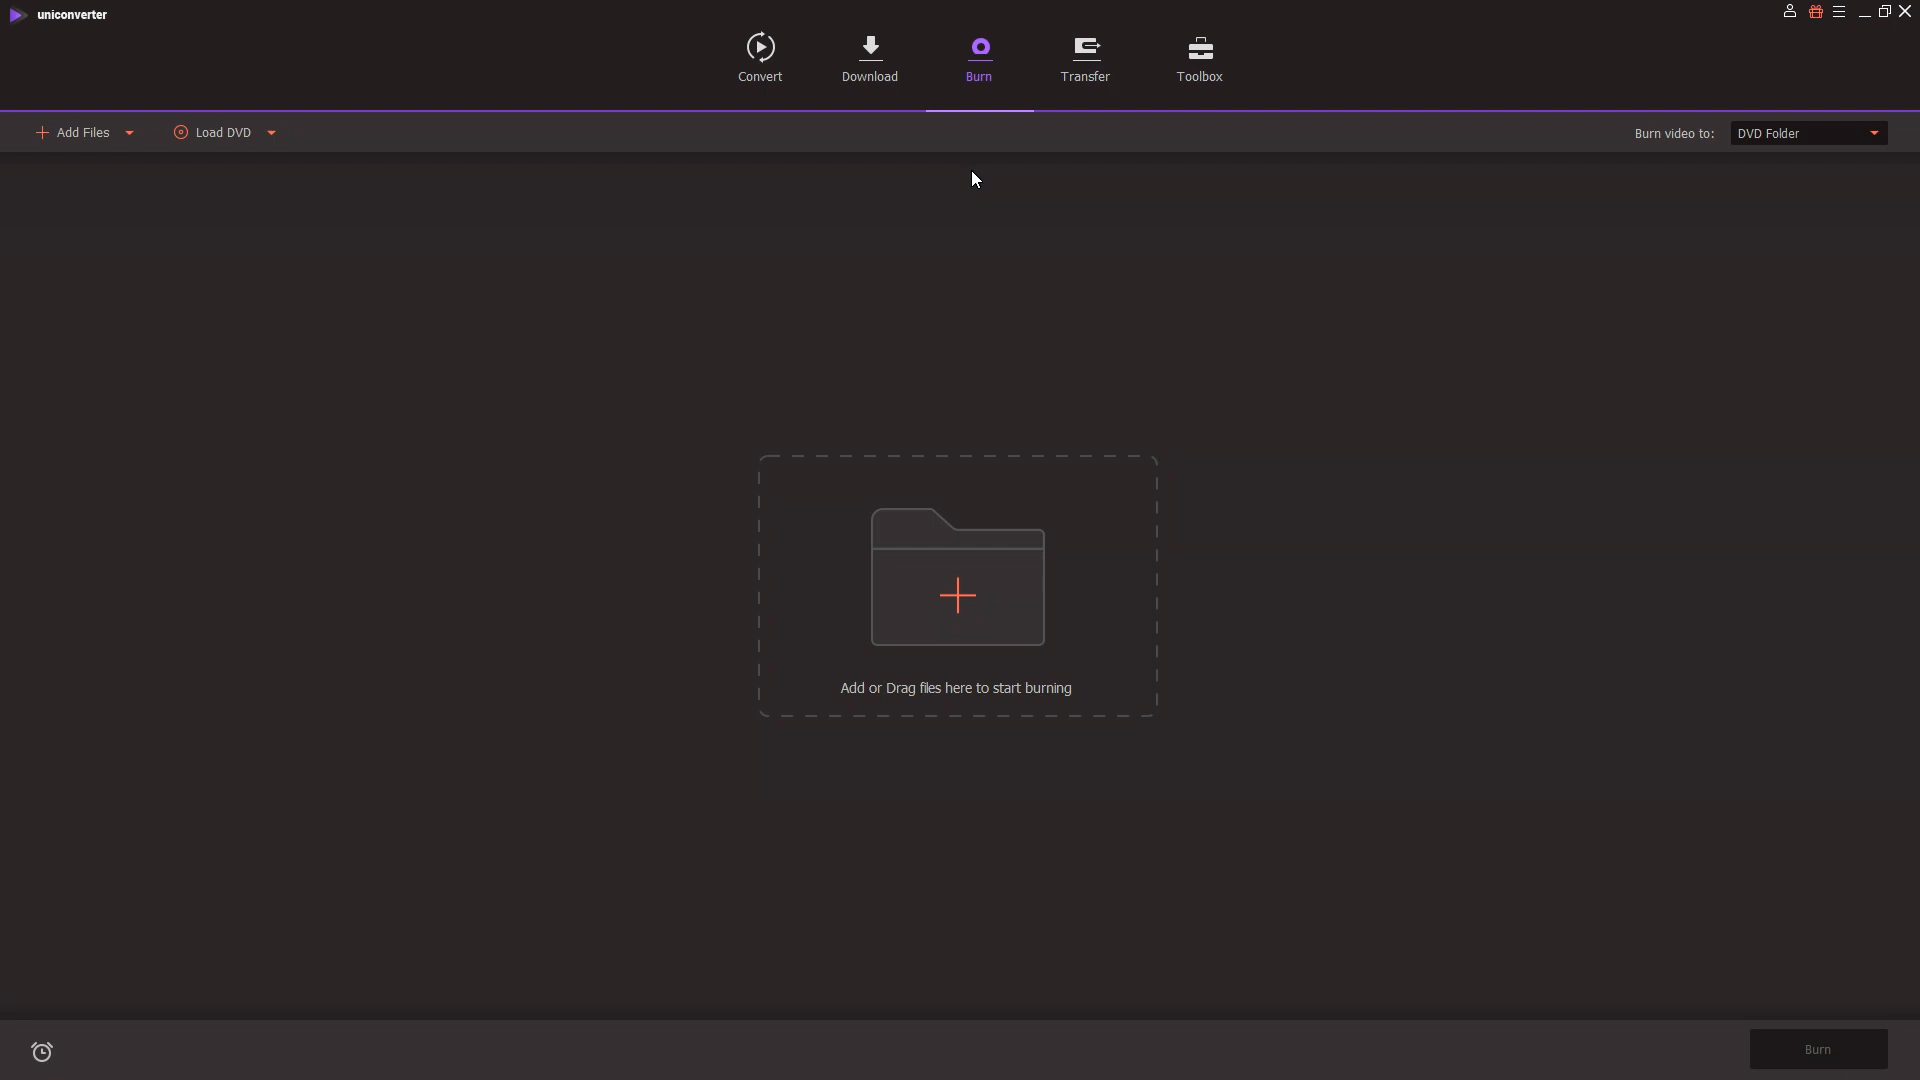 uniconverter
Convert
Download
Burn
Transfer
Toolbox
Add Files
Load DVD
Burn video to:
DVD Folder
Add or Drag files here to start burning
Burn